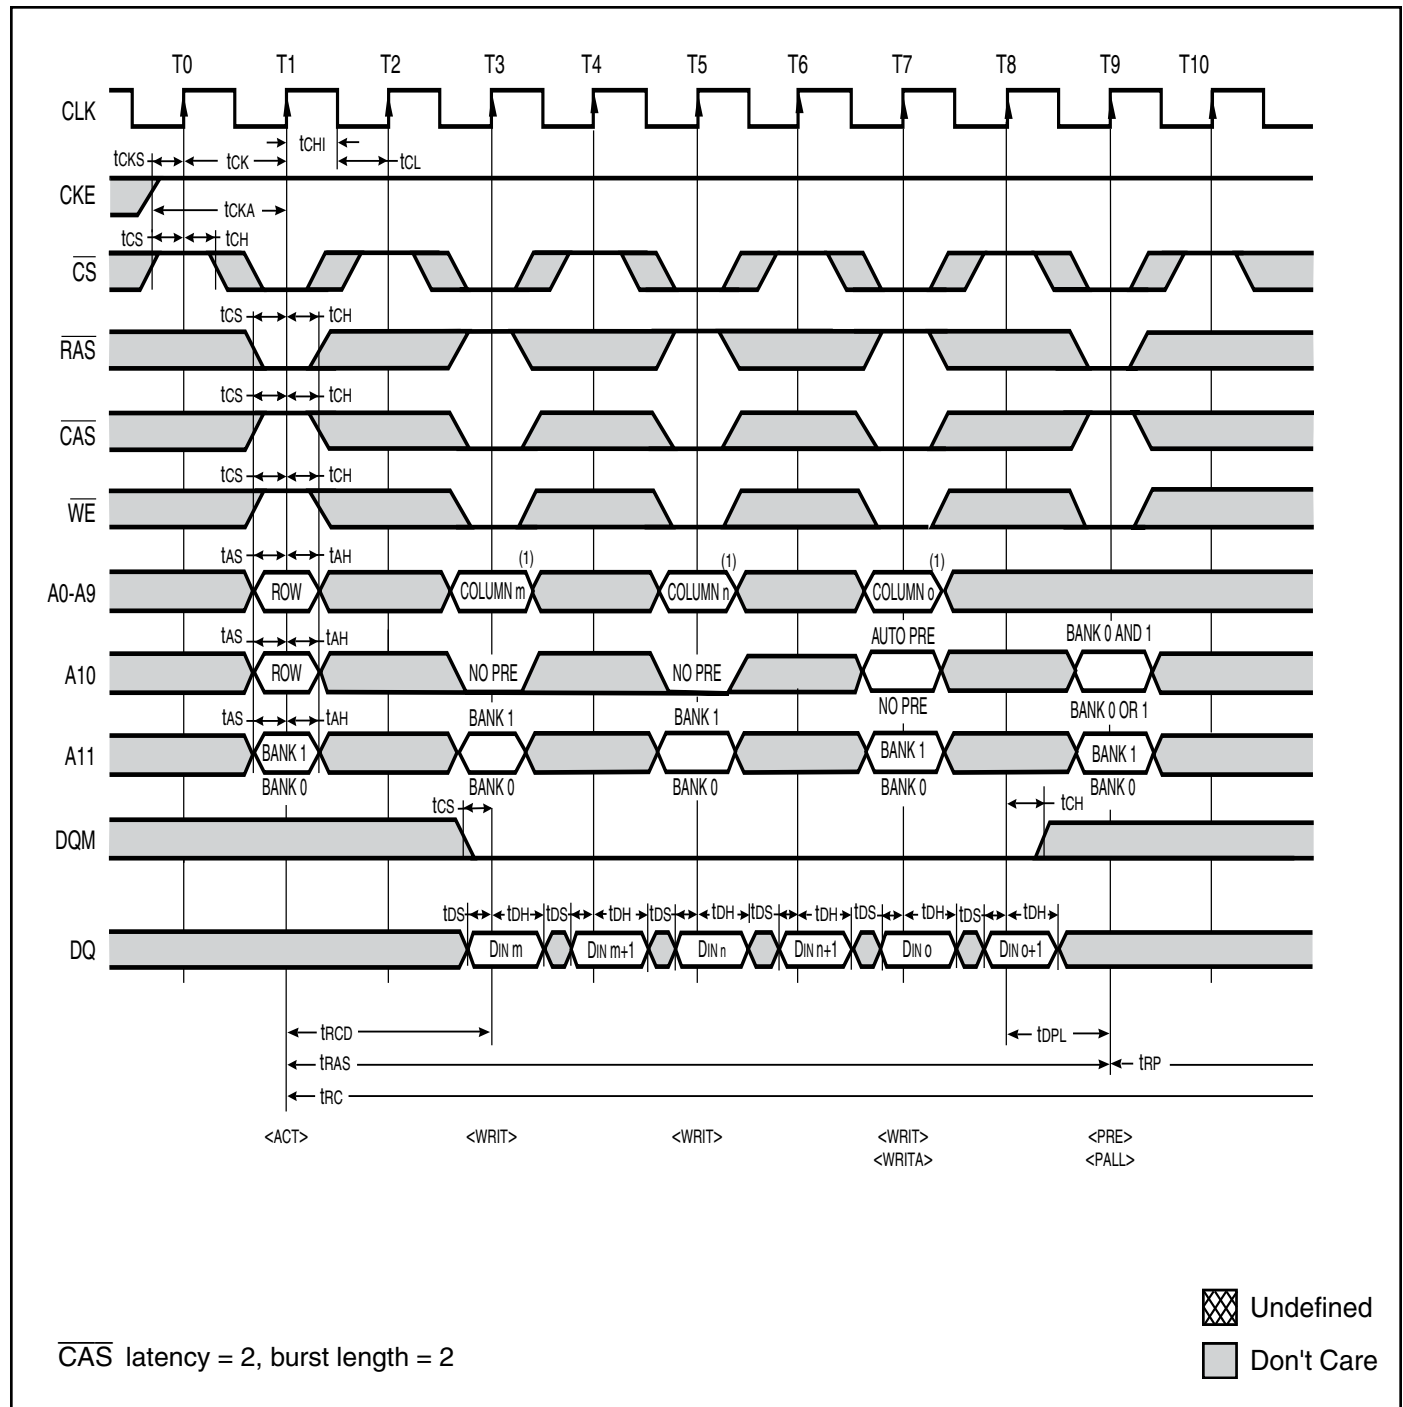 T0 T1 T2 T3 T4 T5 T6 T7 T8 T9 T10
CLK
tCHI
tCKS tCK tCL
CKE
tCKA
tCS tCH
CS
tCS tCH
RAS
tCS tCH
CAS
tCS tCH
WE
tAS tAH (1) (1) (1)
A0-A9 ROW COLUMN m COLUMN n COLUMN o
tAS tAH AUTO PRE BANK 0 AND 1
A10 ROW NO PRE NO PRE
NO PRE BANK 0 OR 1
tAS tAH BANK 1 BANK 1
A11 BANK 1 BANK 1 BANK 1
BANK 0 BANK 0 BANK 0 BANK 0 BANK 0
tCS tCH
DQM
tDS tDH tDS tDH tDS tDH tDS tDH tDS tDH tDS tDH
DQ DIN m DIN m+1 DIN n DIN n+1 DIN o DIN o+1
tRCD tDPL
tRAS tRP
tRC
<ACT> <WRIT> <WRIT> <WRIT> <PRE>
<WRITA> <PALL>
Undefined
CAS latency = 2, burst length = 2
Don't Care